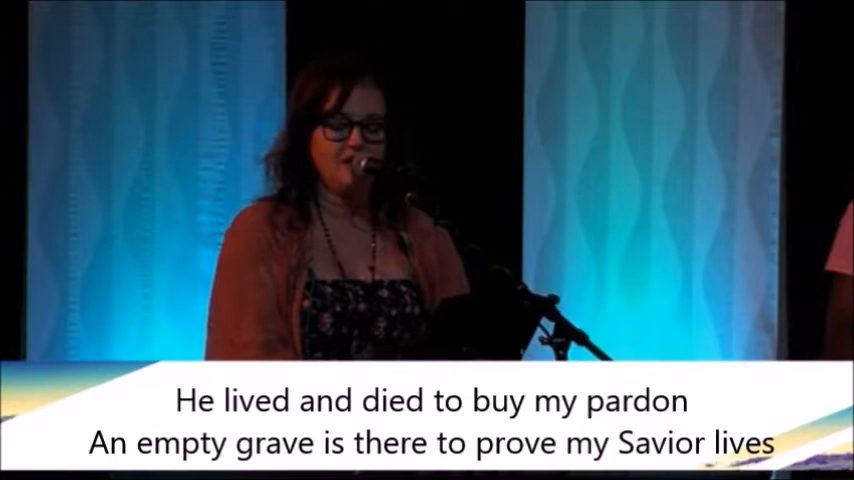 He lived and died to buy my pardon
An empty grave is there to prove my Savior lives